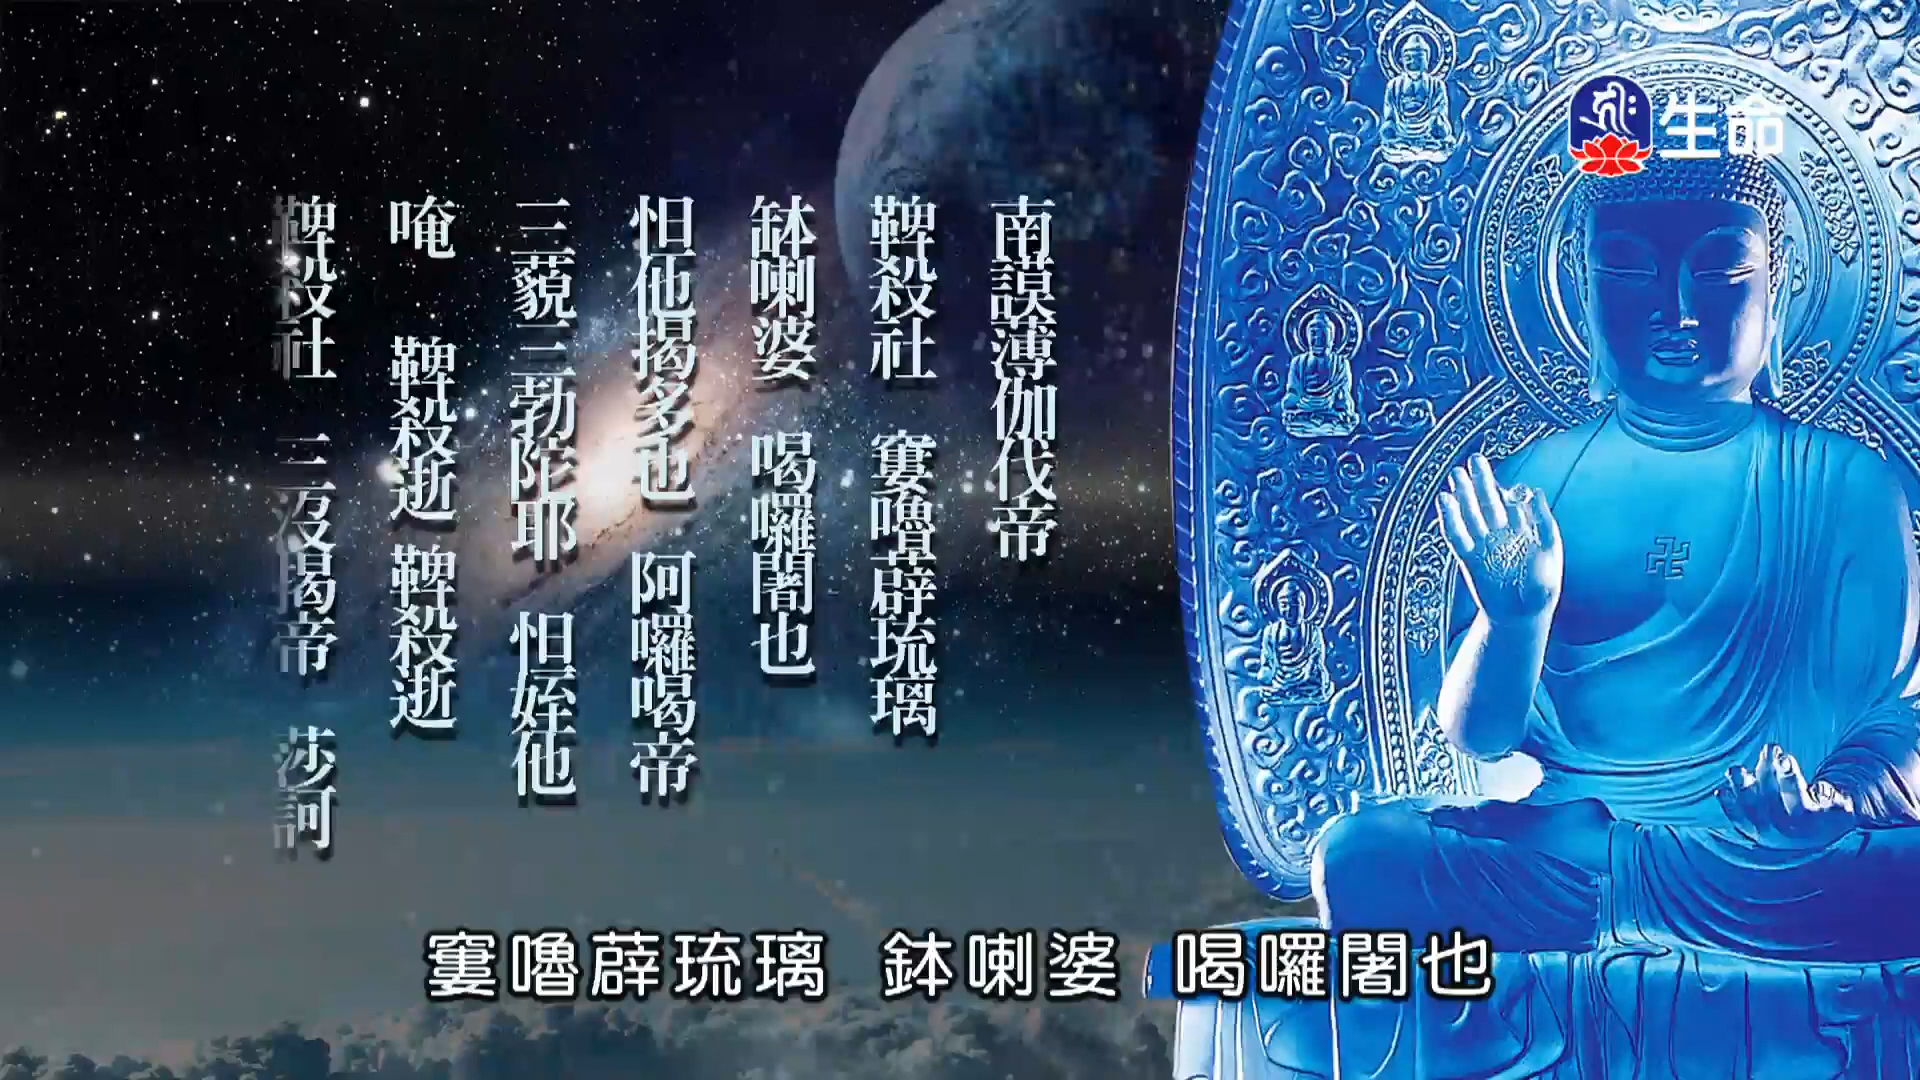 生命
南謨薄伽伐帝
鞞殺社 寠嚕薜琉璃
缽喇婆 喝囉闍也
怛他揭多也 阿囉喝帝
三藐三勃陀耶 怛姪他
唵 鞞殺逝 鞞殺逝
鞞殺社 三沒揭帝 莎訶
寠嚕薜琉璃 鉢喇婆 喝囉闍也